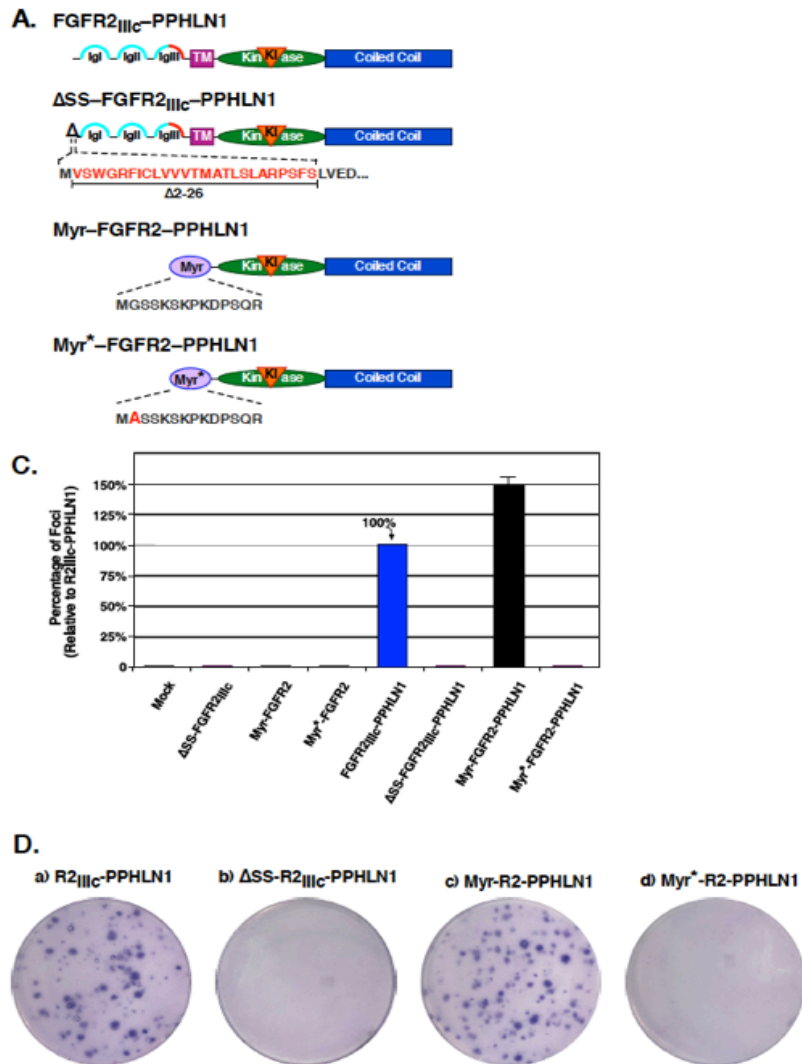 A.
FGFR2IIIc–PPHLN1
IgI IgII IgIII TM Kin KI ase Coiled Coil
ΔSS–FGFR2IIIc–PPHLN1
Δ IgI IgII IgIII TM Kin KI ase Coiled Coil
MVSWGRFICLVVVTMATLSLARPSFSLVED...
Δ2-26
Myr–FGFR2–PPHLN1
Myr Kin KI ase Coiled Coil
MGSSKSKPKDPSQR
Myr*–FGFR2–PPHLN1
Myr* Kin KI ase Coiled Coil
MASSKSKPKDPSQR
C.
Percentage of Foci
(Relative to R2IIIc-PPHLN1)
150%
125%
100%
75%
50%
25%
0
100%
Mock
ΔSS-FGFR2IIIc
Myr-FGFR2
Myr*-FGFR2
FGFR2IIIc-PPHLN1
ΔSS-FGFR2IIIc-PPHLN1
Myr-FGFR2-PPHLN1
Myr*-FGFR2-PPHLN1
D.
a) R2IIIc-PPHLN1
b) ΔSS-R2IIIc-PPHLN1
c) Myr-R2-PPHLN1
d) Myr*-R2-PPHLN1